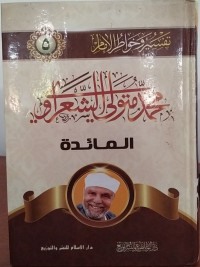 تفسير وخواطر الإمام
٥
محمد متولي الشعراوي
المائدة
دار الإسلام للنشر والتوزيع